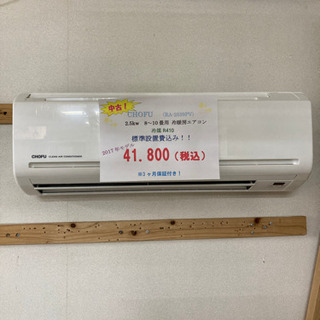 中古！
CHOFU
2.5kw 8～10畳用 冷暖房エアコン
冷媒 R410
標準設置費込み！！
2017年モデル
41.800（税込）
※3ヶ月保証付き！
CHOFU